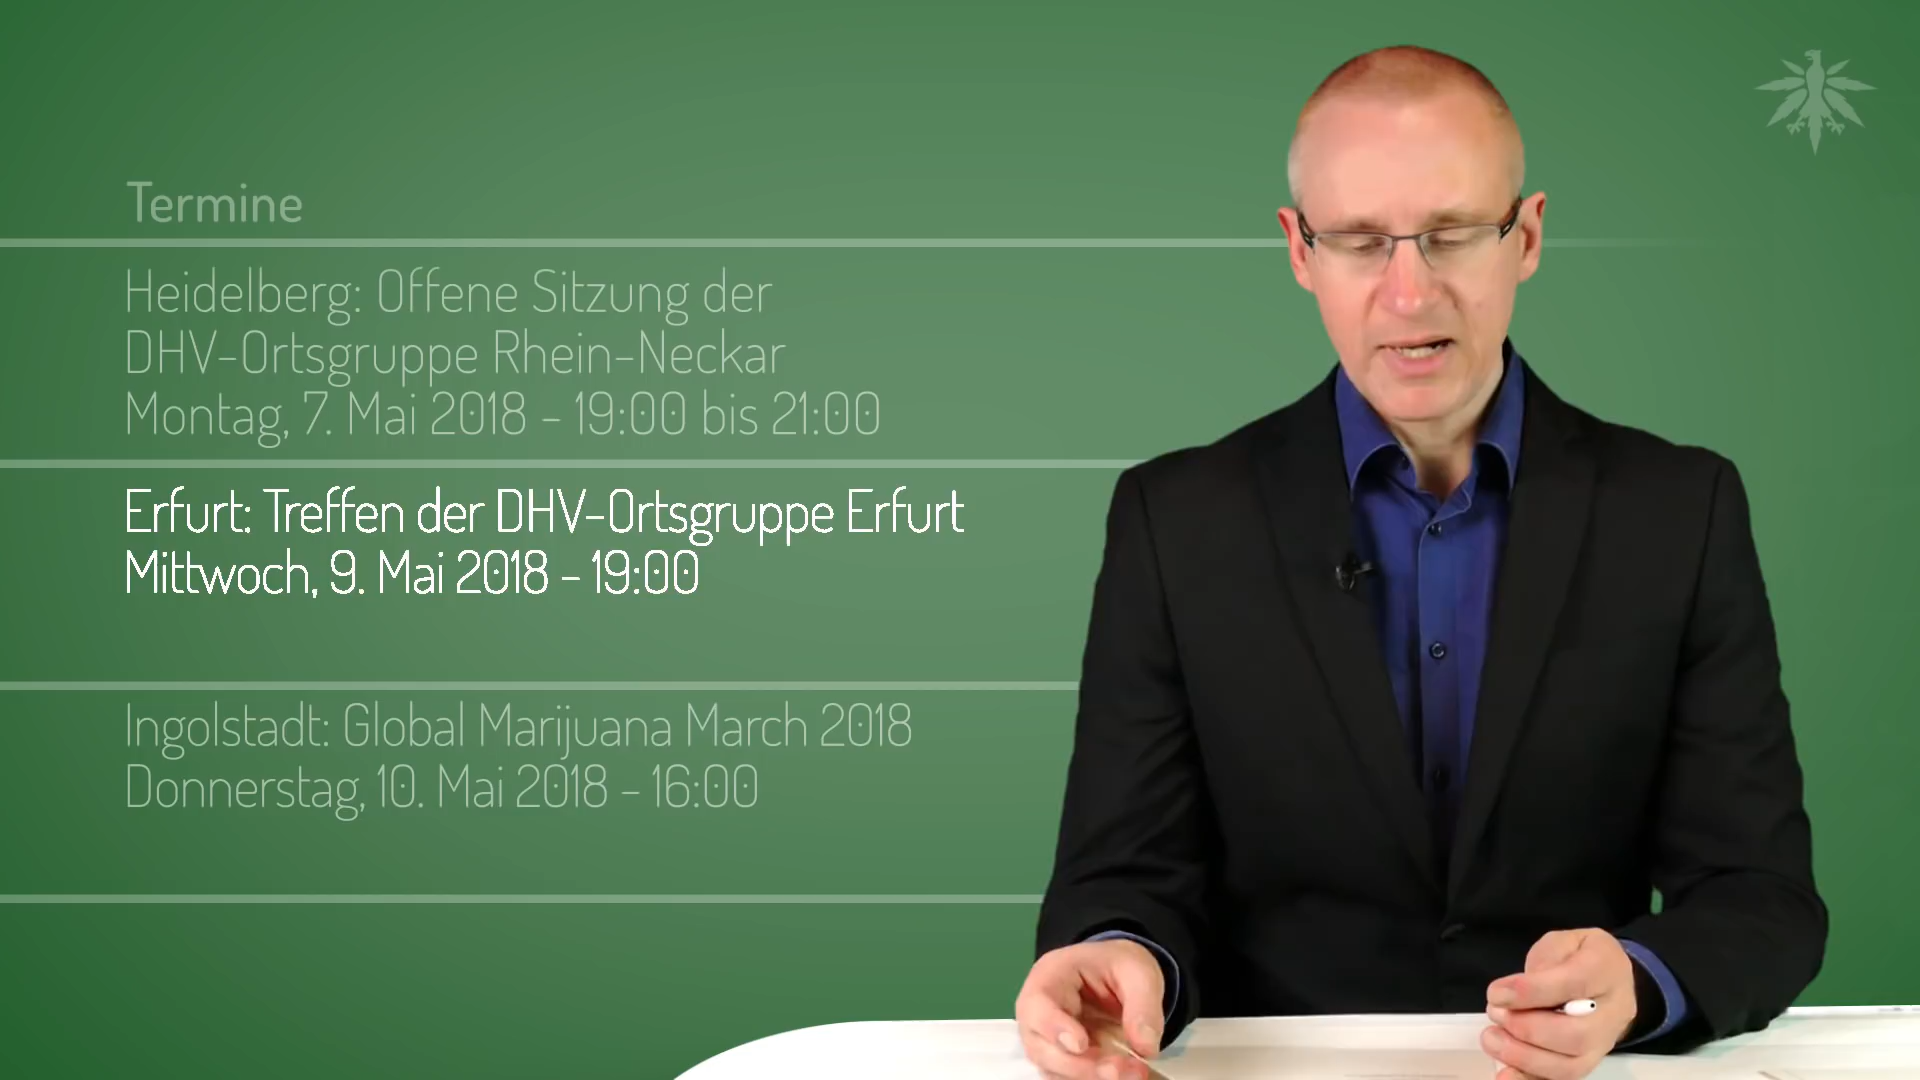 Termine
Heidelberg: Offene Sitzung der
DHV-Ortsgruppe Rhein-Neckar
Montag, 7. Mai 2018 - 19:00 bis 21:00
Erfurt: Treffen der DHV-Ortsgruppe Erfurt
Mittwoch, 9. Mai 2018 - 19:00
Ingolstadt: Global Marijuana March 2018
Donnerstag, 10. Mai 2018 - 16:00